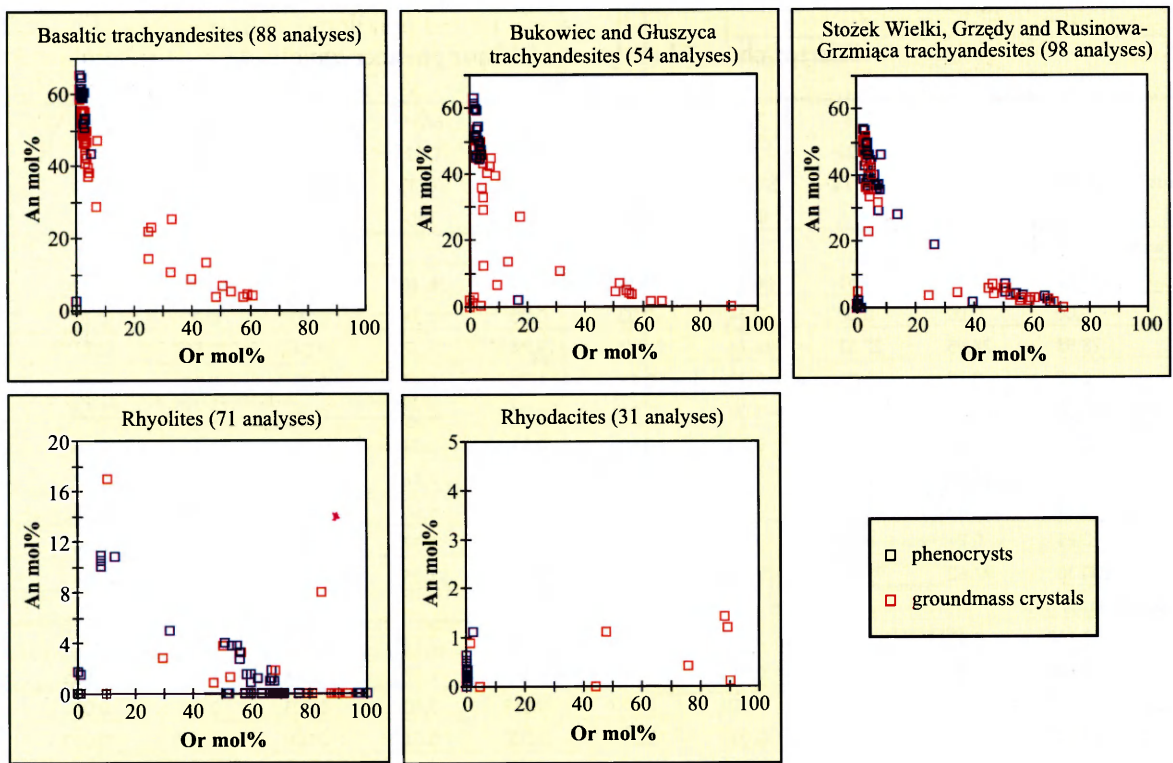 Basaltic trachyandesites (88 analyses)
An mol%
60
40
20
0
0 20 40 60 80 100
Or mol%
Bukowiec and Głuszyca
trachyandesites (54 analyses)
An mol%
60
40
20
0
0 20 40 60 80 100
Or mol%
Stożek Wielki, Grzędy and Rusinowa-
Grzmiąca trachyandesites (98 analyses)
An mol%
60
40
20
0
0 20 40 60 80 100
Or mol%
Rhyolites (71 analyses)
An mol%
20
16
12
8
4
0
0 20 40 60 80 100
Or mol%
Rhyodacites (31 analyses)
An mol%
5
4
3
2
1
0
0 20 40 60 80 100
Or mol%
phenocrysts
groundmass crystals